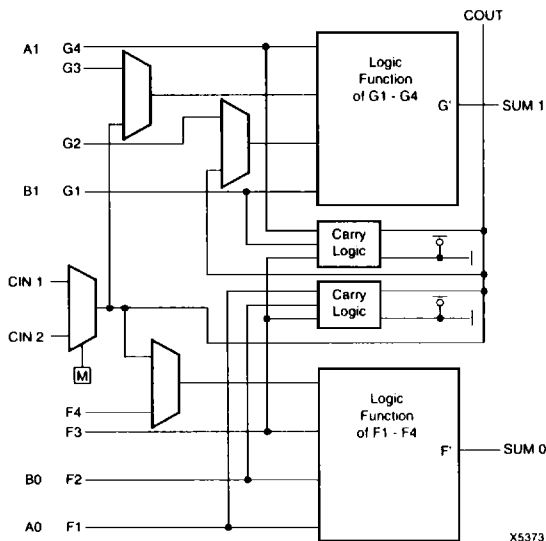 COUT
A1 G4
G3
Logic
Function
of G1 - G4
G' SUM 1
G2
B1 G1
Carry
Logic
CIN 1
Carry
Logic
CIN 2
M
F4
F3
Logic
Function
of F1 - F4
F' SUM 0
B0 F2
A0 F1
X5373